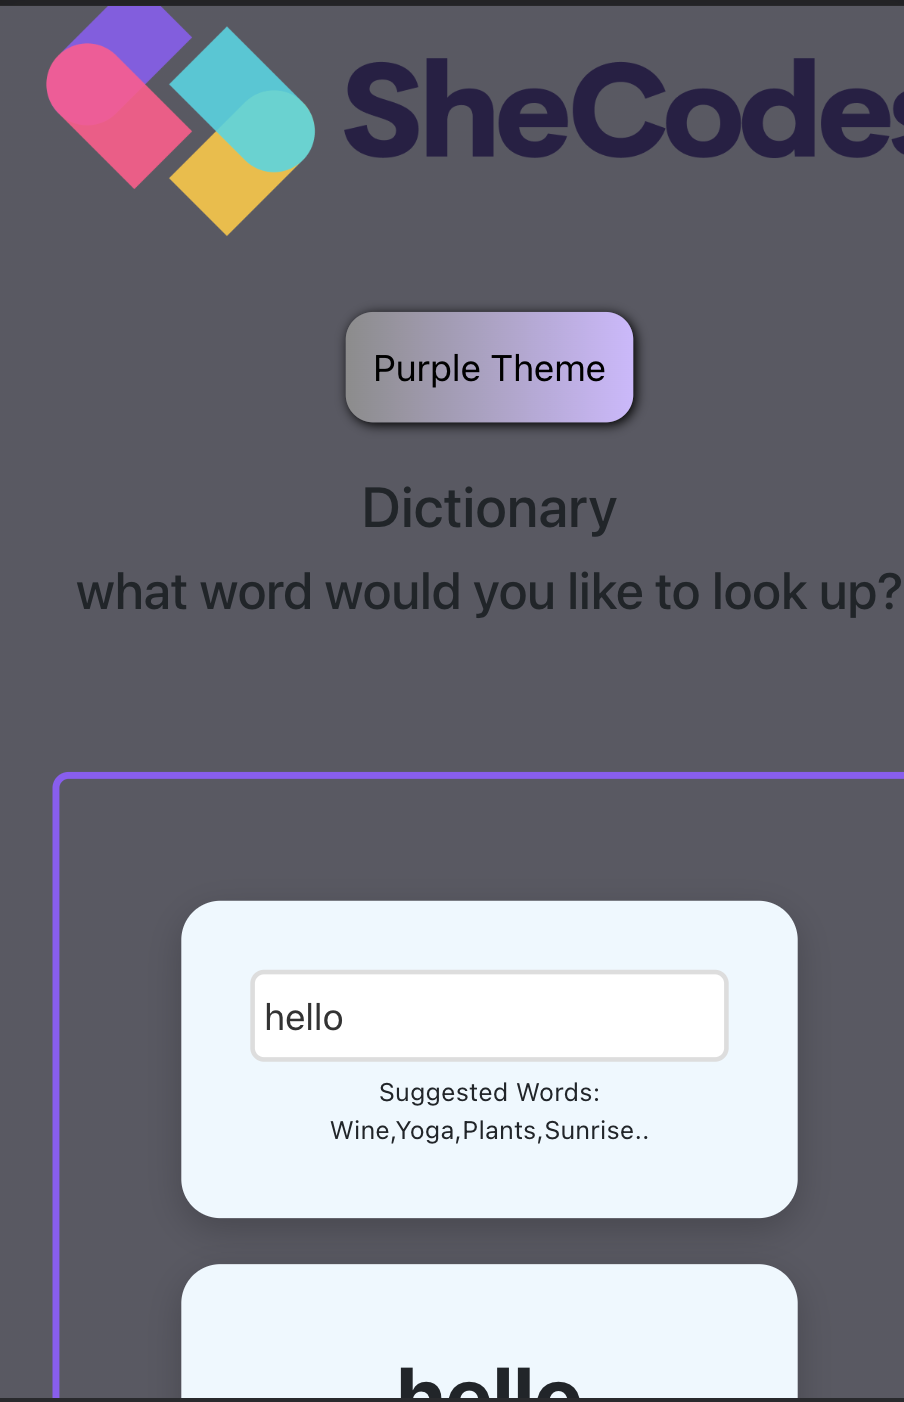 SheCodes
Purple Theme
Dictionary
what word would you like to look up?
hello
Suggested Words:
Wine,Yoga,Plants,Sunrise..
hello